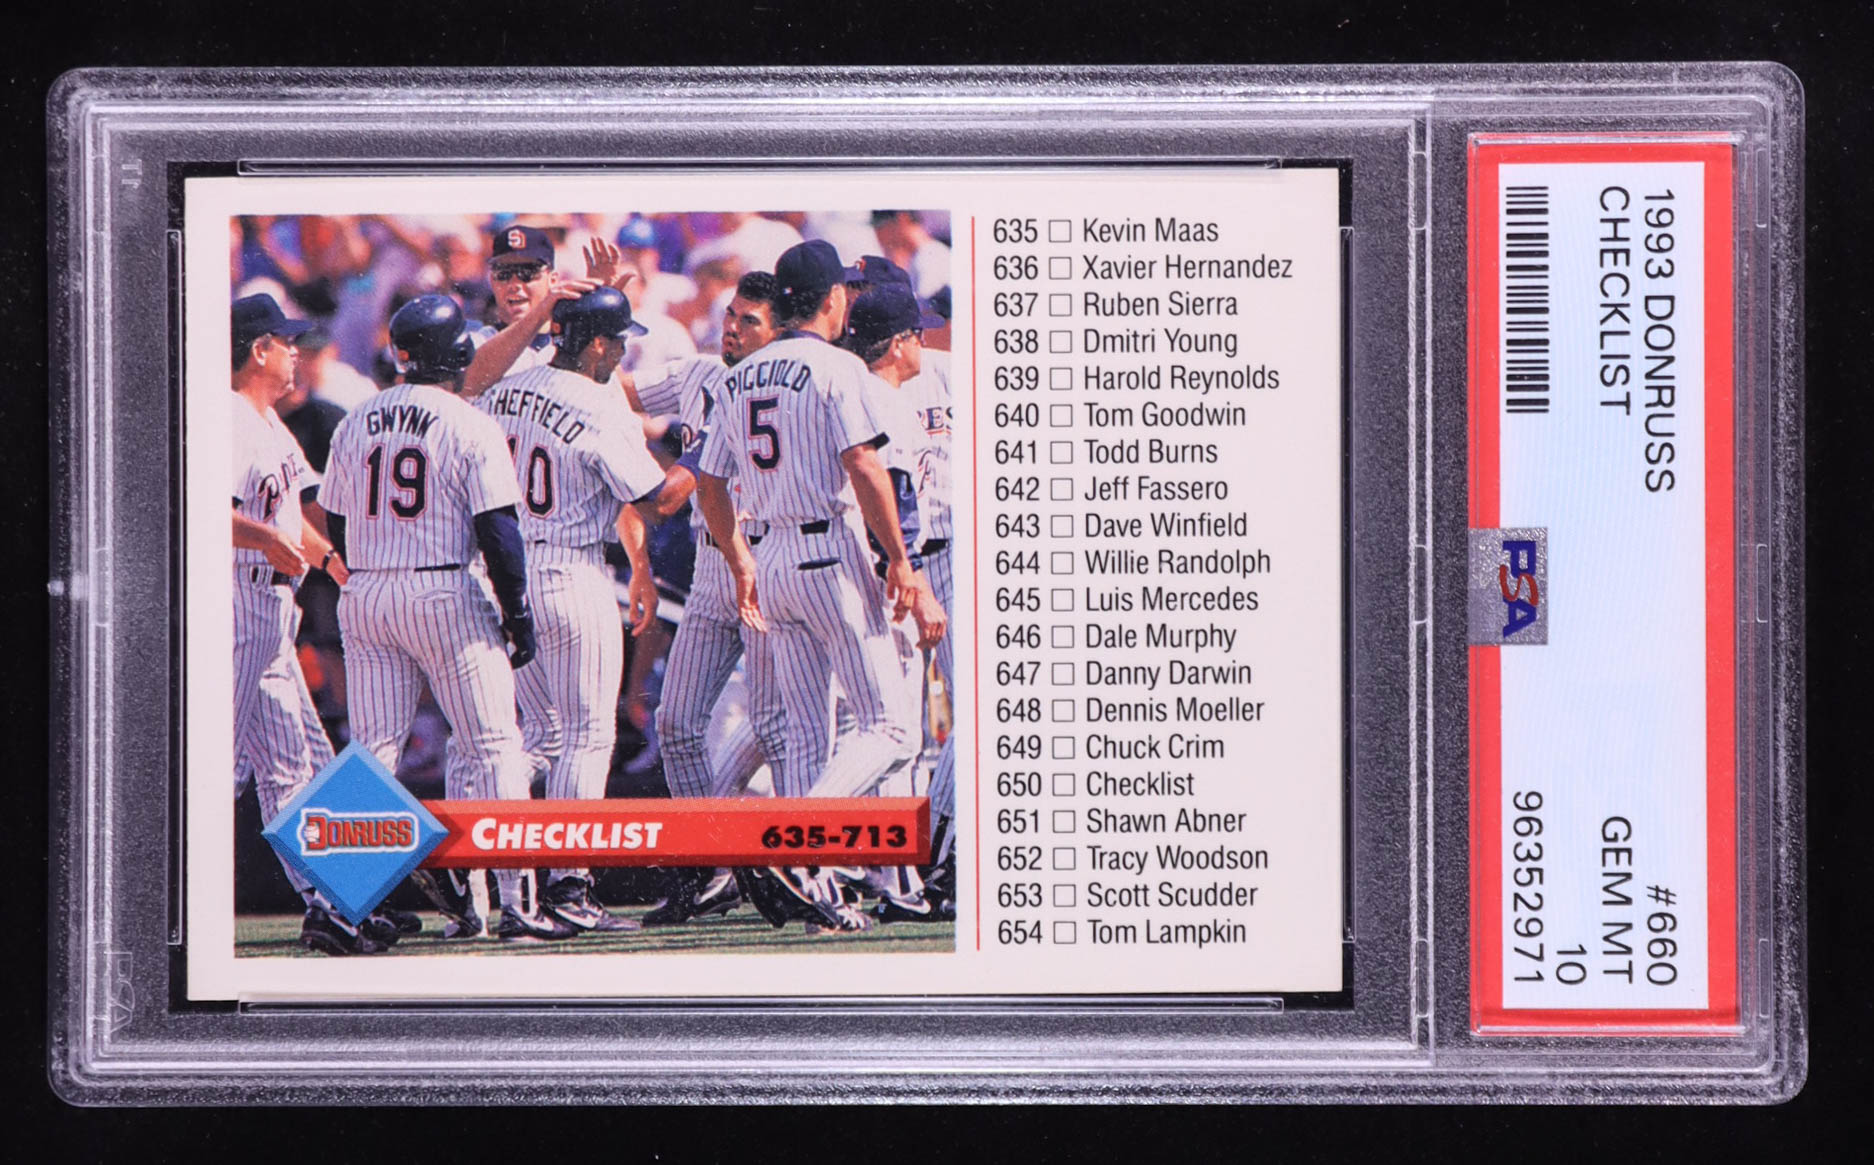 SD
GWYNN
19
HEFFIELD
10
PICCIOLO
5
DONRUSS
CHECKLIST
635-713
635 □ Kevin Maas
636 □ Xavier Hernandez
637 □ Ruben Sierra
638 □ Dmitri Young
639 □ Harold Reynolds
640 □ Tom Goodwin
641 □ Todd Burns
642 □ Jeff Fassero
643 □ Dave Winfield
644 □ Willie Randolph
645 □ Luis Mercedes
646 □ Dale Murphy
647 □ Danny Darwin
648 □ Dennis Moeller
649 □ Chuck Crim
650 □ Checklist
651 □ Shawn Abner
652 □ Tracy Woodson
653 □ Scott Scudder
654 □ Tom Lampkin
1993 DONRUSS #660
CHECKLIST GEM MT
10
PSA 96352971